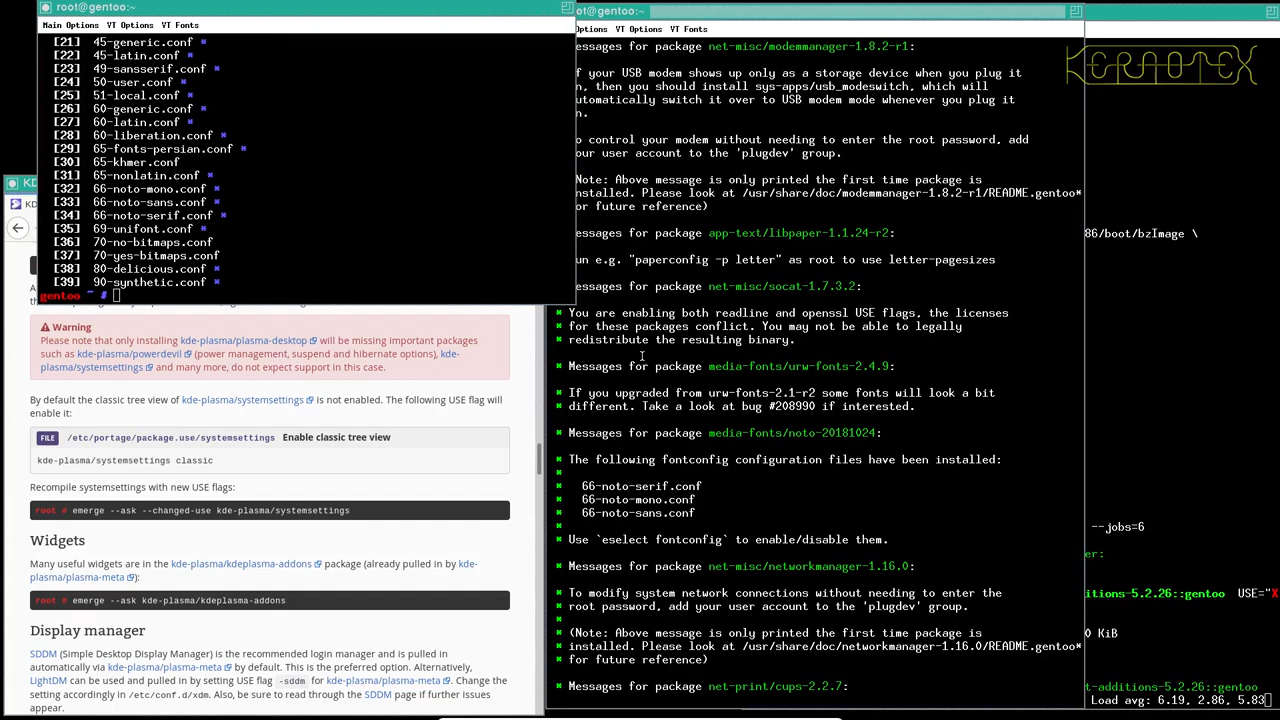 root@gentoo:~
Main Options VT Options VT Fonts
[21] 45-generic.conf *
[22] 45-latin.conf *
[23] 49-sansserif.conf *
[24] 50-user.conf *
[25] 51-local.conf *
[26] 60-generic.conf *
[27] 60-latin.conf *
[28] 60-liberation.conf *
[29] 65-fonts-persian.conf *
[30] 65-khmer.conf
[31] 65-nonlatin.conf *
[32] 66-noto-mono.conf *
[33] 66-noto-sans.conf *
[34] 66-noto-serif.conf *
[35] 69-unifont.conf *
[36] 70-no-bitmaps.conf
[37] 70-yes-bitmaps.conf
[38] 80-delicious.conf *
[39] 90-synthetic.conf *
gentoo ~ #
KD
KD
Warning
Please note that only installing kde-plasma/plasma-desktop will be missing important packages
such as kde-plasma/powerdevil (power management, suspend and hibernate options), kde-
plasma/systemsettings and many more, do not expect support in this case.
By default the classic tree view of kde-plasma/systemsettings is not enabled. The following USE flag will
enable it:
FILE /etc/portage/package.use/systemsettings Enable classic tree view
kde-plasma/systemsettings classic
Recompile systemsettings with new USE flags:
root # emerge --ask --changed-use kde-plasma/systemsettings
Widgets
Many useful widgets are in the kde-plasma/kdeplasma-addons package (already pulled in by kde-
plasma/plasma-meta):
root # emerge --ask kde-plasma/kdeplasma-addons
Display manager
SDDM (Simple Desktop Display Manager) is the recommended login manager and is pulled in
automatically via kde-plasma/plasma-meta by default. This is the preferred option. Alternatively,
LightDM can be used and pulled in by setting USE flag -sddm for kde-plasma/plasma-meta. Change the
setting accordingly in /etc/conf.d/xdm. Also, be sure to read through the SDDM page if further issues
appear.
oot@gentoo:~
Options VT Options VT Fonts
essages for package net-misc/modemmanager-1.8.2-r1:
f your USB modem shows up only as a storage device when you plug it
n, then you should install sys-apps/usb_modeswitch, which will
utomatically switch it over to USB modem mode whenever you plug it
n.
o control your modem without needing to enter the root password, add
our user account to the 'plugdev' group.
Note: Above message is only printed the first time package is
nstalled. Please look at /usr/share/doc/modemmanager-1.8.2-r1/README.gentoo*
or future reference)
essages for package app-text/libpaper-1.1.24-r2:
un e.g. "paperconfig -p letter" as root to use letter-pagesizes
essages for package net-misc/socat-1.7.3.2:
* You are enabling both readline and openssl USE flags, the licenses
* for these packages conflict. You may not be able to legally
* redistribute the resulting binary.
* Messages for package media-fonts/urw-fonts-2.4.9:
* If you upgraded from urw-fonts-2.1-r2 some fonts will look a bit
* different. Take a look at bug #208990 if interested.
* Messages for package media-fonts/noto-20181024:
* The following fontconfig configuration files have been installed:
*
* 66-noto-serif.conf
* 66-noto-mono.conf
* 66-noto-sans.conf
*
* Use `eselect fontconfig` to enable/disable them.
* Messages for package net-misc/networkmanager-1.16.0:
* To modify system network connections without needing to enter the
* root password, add your user account to the 'plugdev' group.
*
* (Note: Above message is only printed the first time package is
* installed. Please look at /usr/share/doc/networkmanager-1.16.0/README.gentoo*
* for future reference)
* Messages for package net-print/cups-2.2.7:
KERNOTEX
86/boot/bzImage \
--jobs=6
er:
itions-5.2.26::gentoo USE="X
0 KiB
t-additions-5.2.26::gentoo
Load avg: 6.19, 2.86, 5.83